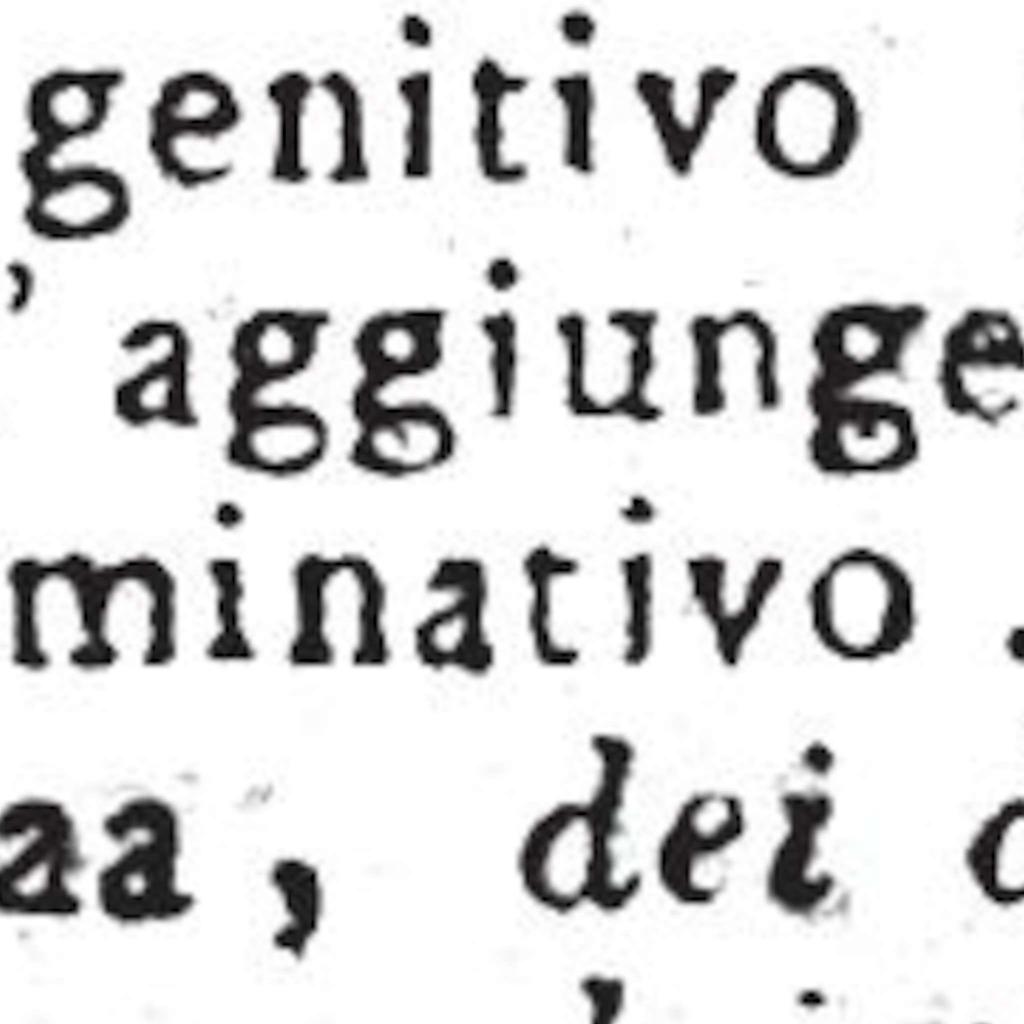 genitivo
' aggiunge
minativo .
aa , dei